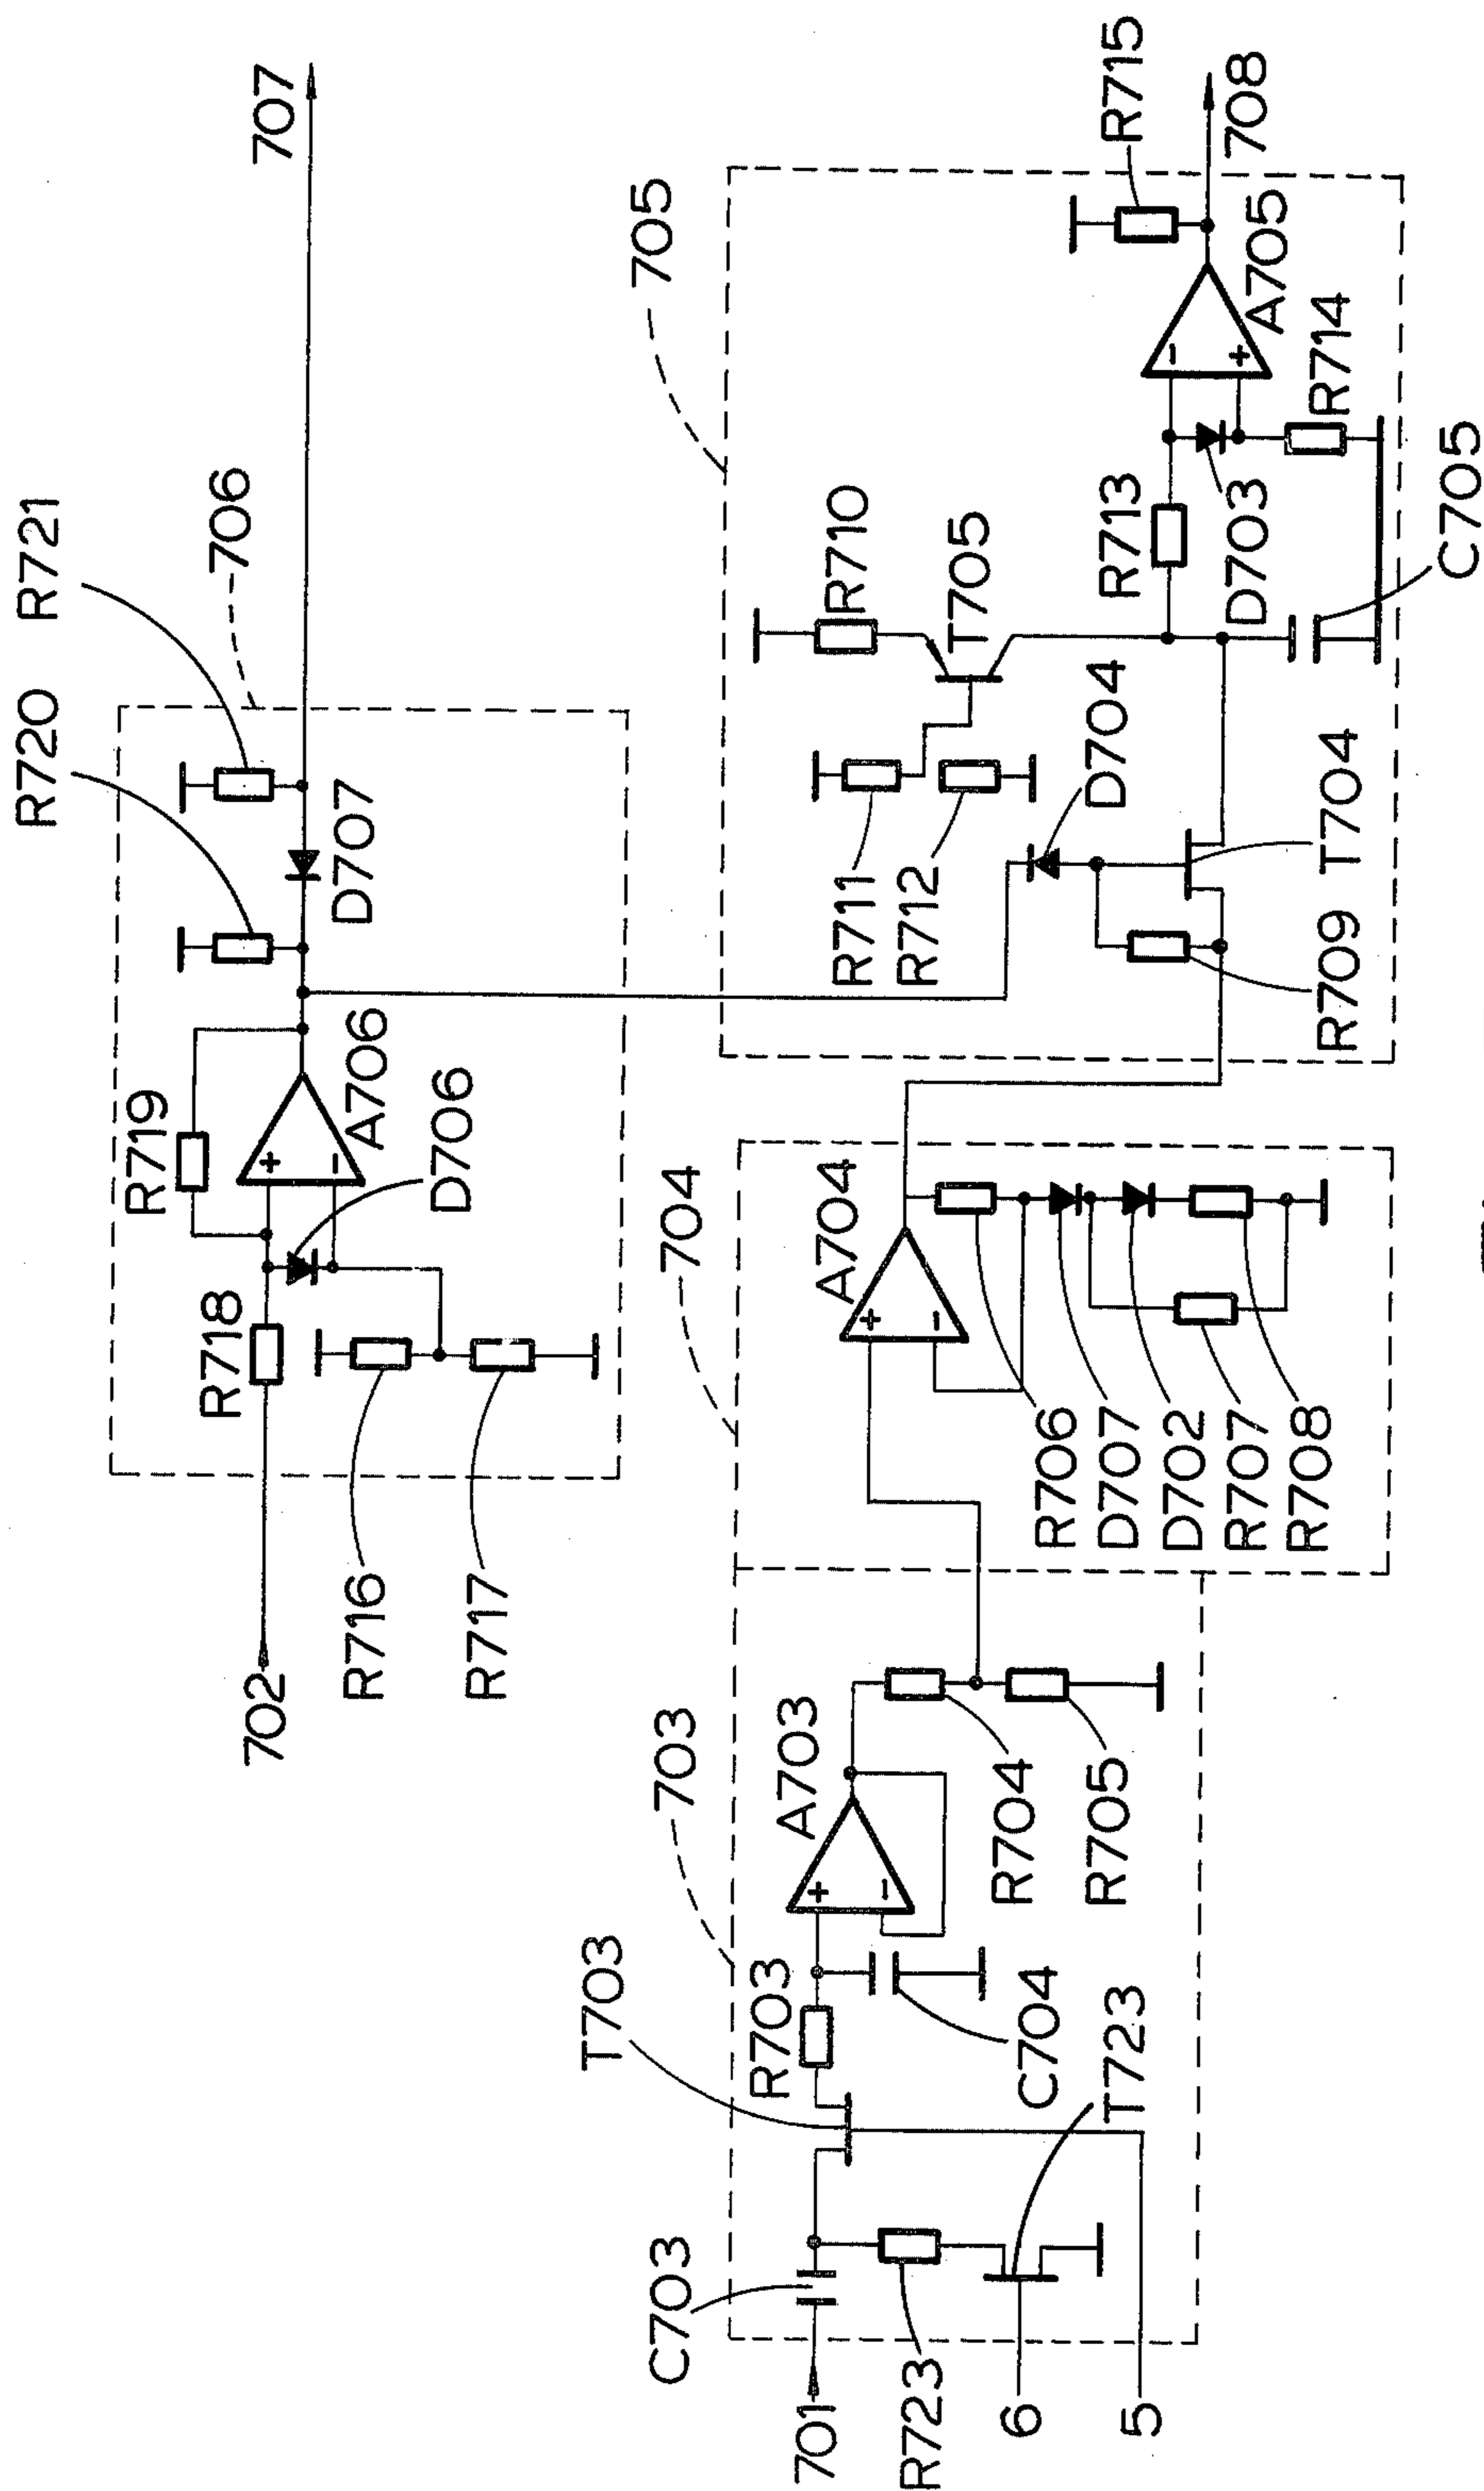 R721
R720
706
707
R719
A706
D706
D707
R718
702
R716
R717
703
T703
A703
R703
C703
701
R723
6
5
C704
T723
R704
R705
704
A704
R706
D707
D702
R707
R708
705
R710
T705
R711
R712
D704
R709
T704
R713
D703
C705
A705
R714
R715
708
+
-
+
-
+
-
+
-